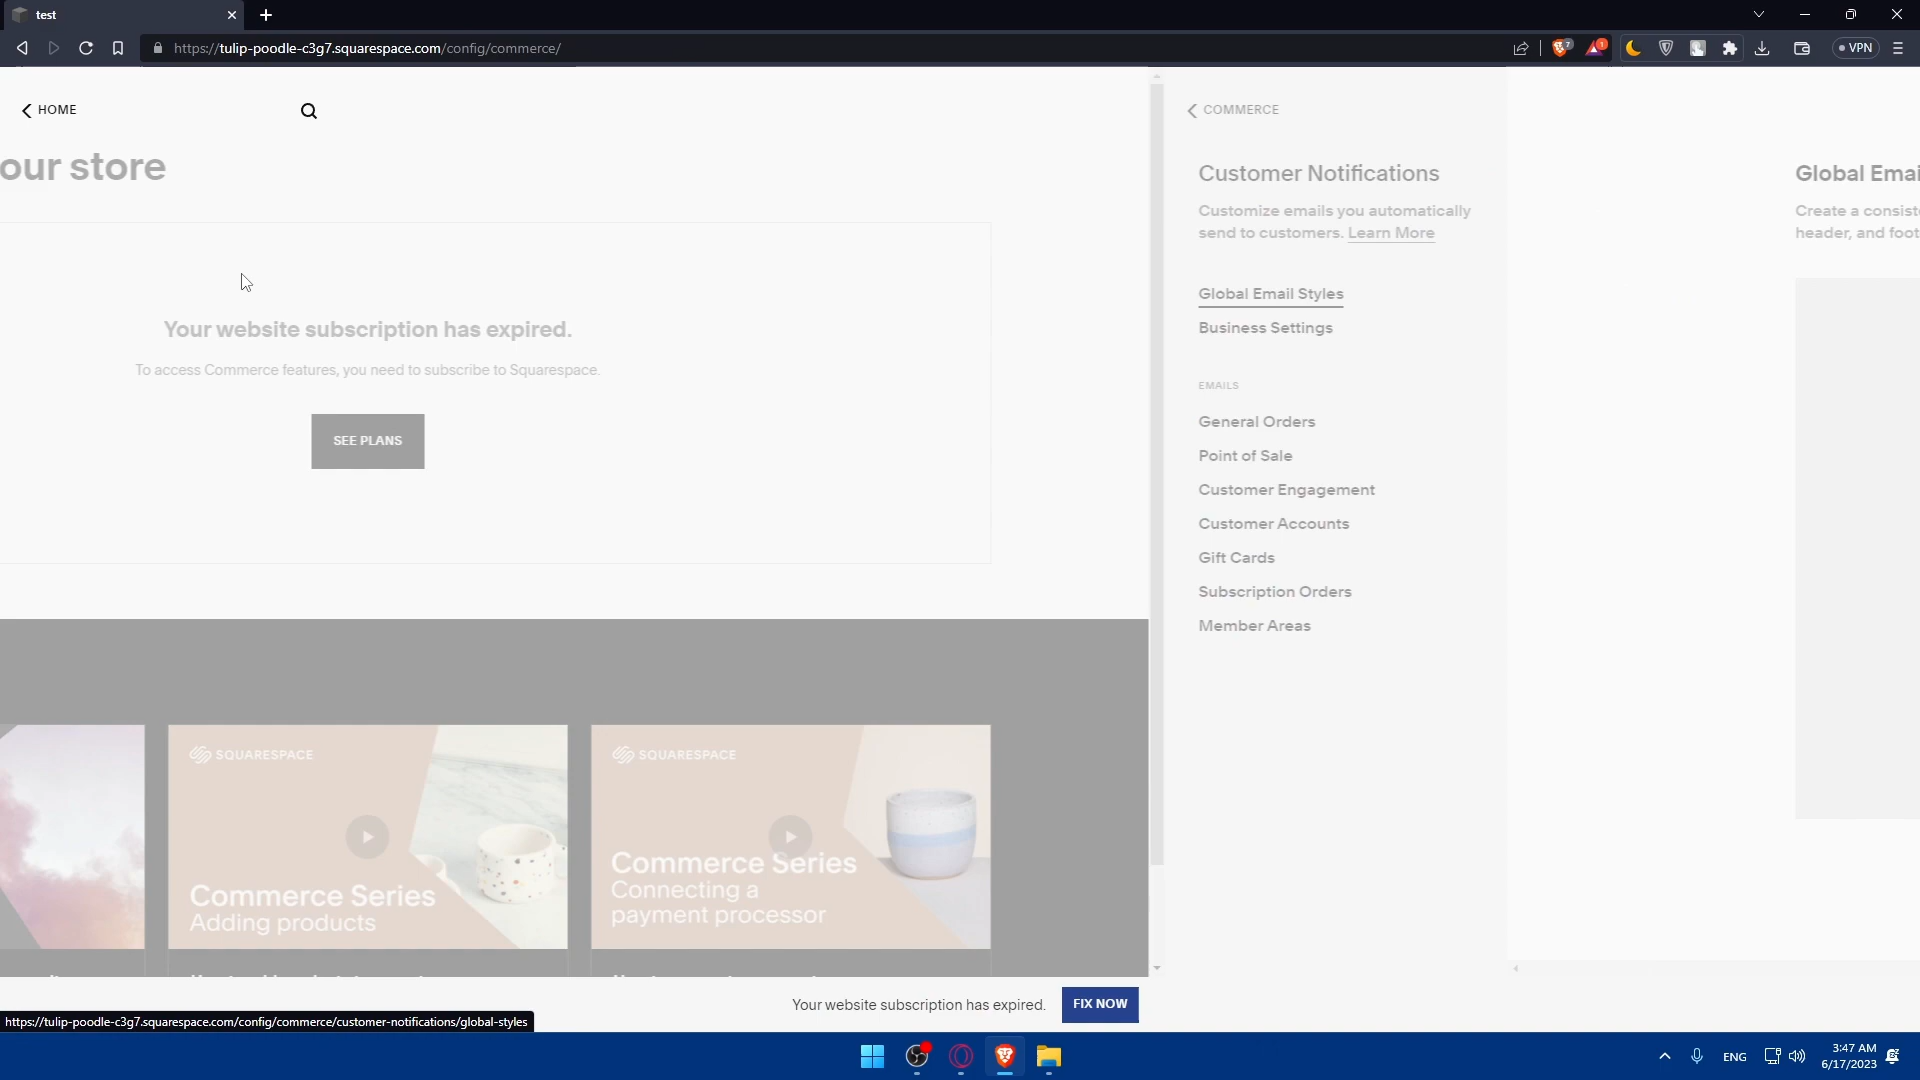 test
https://tulip-poodle-c3g7.squarespace.com/config/commerce/
7
1
VPN
HOME
our store
Your website subscription has expired.
To access Commerce features, you need to subscribe to Squarespace.
SEE PLANS
SQUARESPACE
Commerce Series
Adding products
SQUARESPACE
Commerce Series
Connecting a
payment processor
COMMERCE
Customer Notifications
Customize emails you automatically
send to customers. Learn More
Global Email Styles
Business Settings
EMAILS
General Orders
Point of Sale
Customer Engagement
Customer Accounts
Gift Cards
Subscription Orders
Member Areas
Global Emai
Create a consist
header, and foot
Your website subscription has expired.
FIX NOW
https://tulip-poodle-c3g7.squarespace.com/config/commerce/customer-notifications/global-styles
ENG
3:47 AM
6/17/2023